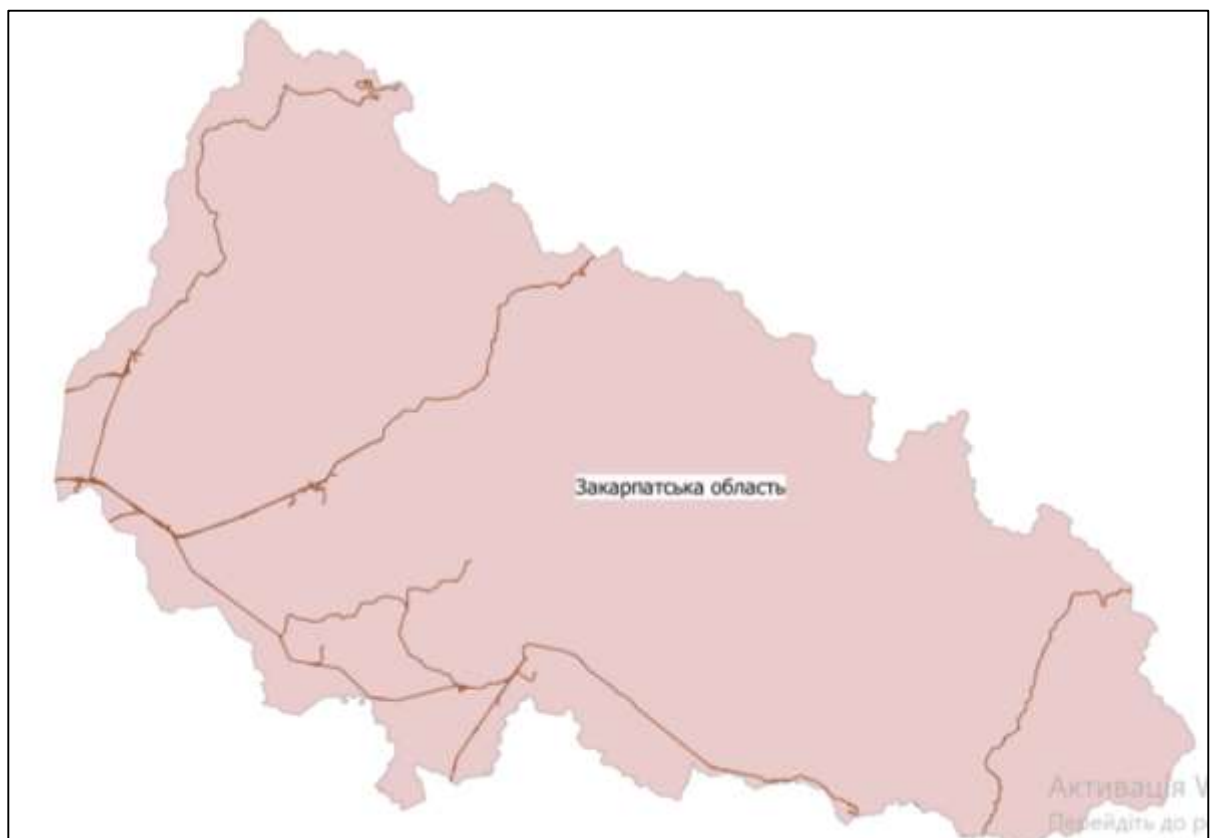 Закарпатська область
Активація
Перейдіть до